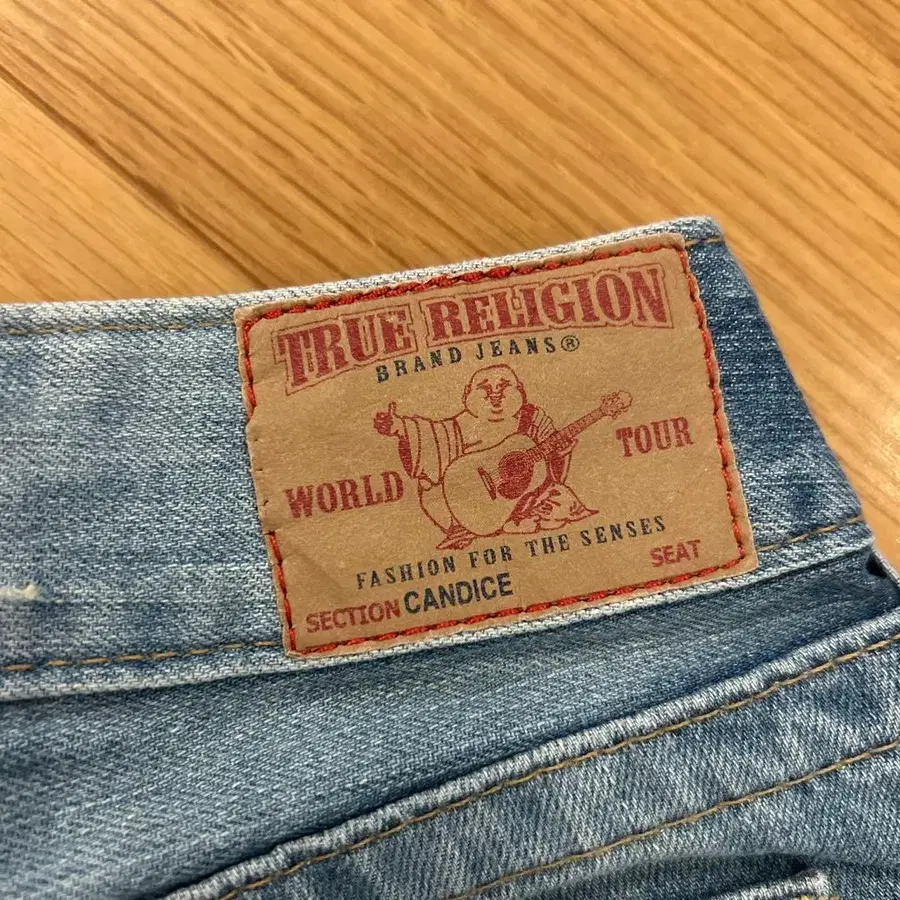 TRUE RELIGION
BRAND JEANS®
WORLD TOUR
FASHION FOR THE SENSES
SECTION CANDICE SEAT